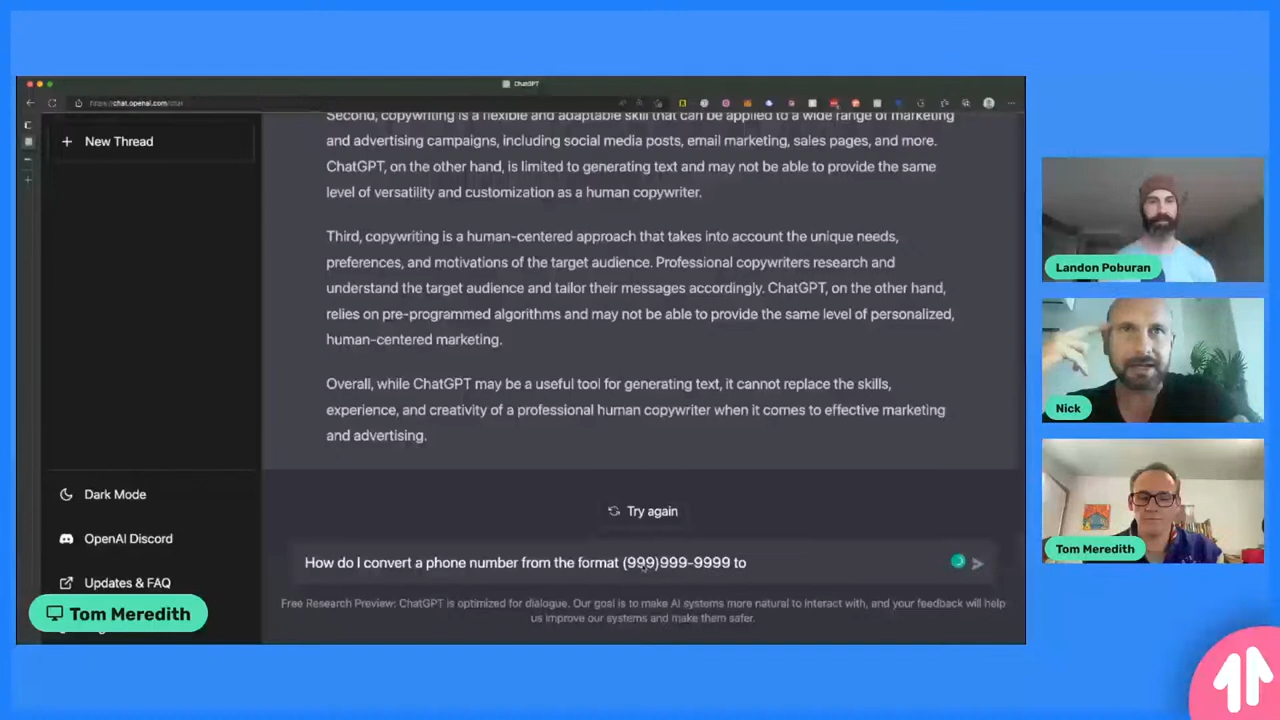 ChatGPT
https://chat.openai.com/chat
New Thread
Second, copywriting is a flexible and adaptable skill that can be applied to a wide range of marketing
and advertising campaigns, including social media posts, email marketing, sales pages, and more.
ChatGPT, on the other hand, is limited to generating text and may not be able to provide the same
level of versatility and customization as a human copywriter.
Third, copywriting is a human-centered approach that takes into account the unique needs,
preferences, and motivations of the target audience. Professional copywriters research and
understand the target audience and tailor their messages accordingly. ChatGPT, on the other hand,
relies on pre-programmed algorithms and may not be able to provide the same level of personalized,
human-centered marketing.
Overall, while ChatGPT may be a useful tool for generating text, it cannot replace the skills,
experience, and creativity of a professional human copywriter when it comes to effective marketing
and advertising.
Dark Mode
OpenAI Discord
Updates & FAQ
Try again
How do I convert a phone number from the format (999)999-9999 to
Free Research Preview: ChatGPT is optimized for dialogue. Our goal is to make AI systems more natural to interact with, and your feedback will help
us improve our systems and make them safer.
Tom Meredith
Landon Poburan
Nick
Tom Meredith